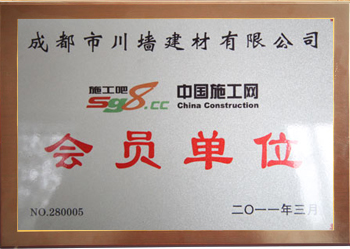 成都市川墙建材有限公司
施工吧 中国施工网
sg8.cc China Construction
会员单位
NO.280005 二〇一一年三月